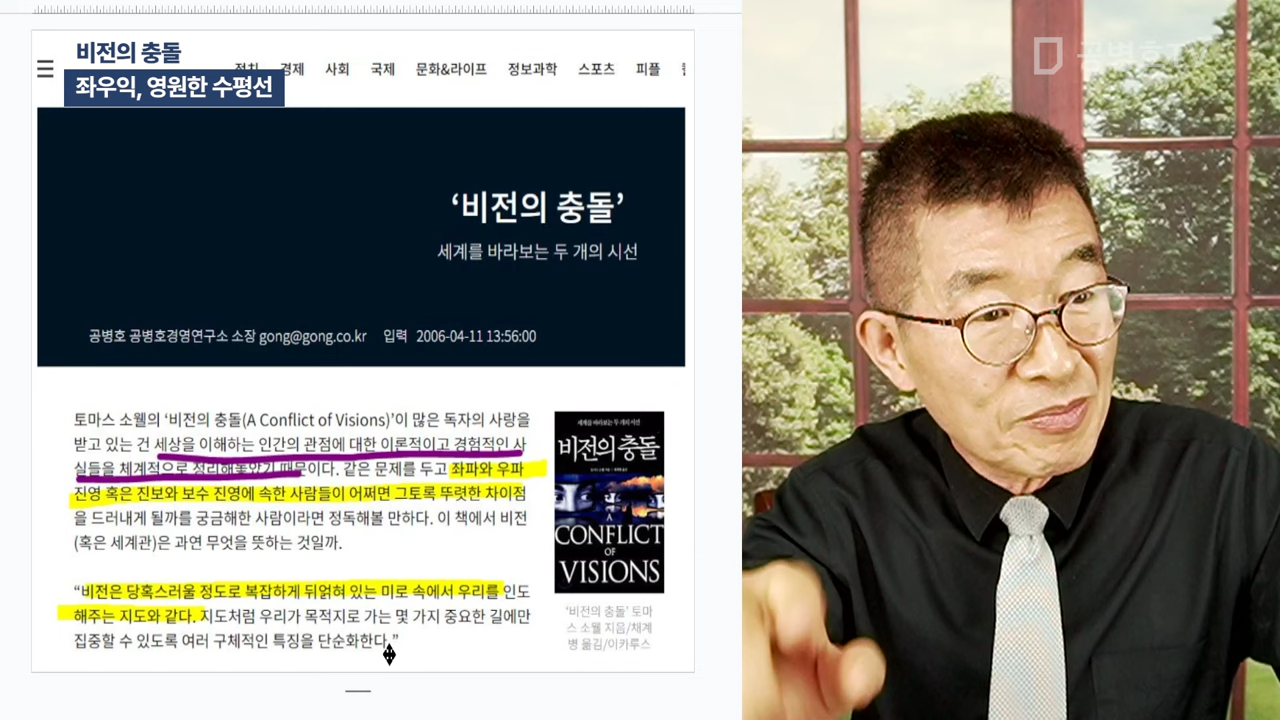 비전의 충돌
좌우익, 영원한 수평선
정치 경제 사회 국제 문화&라이프 정보과학 스포츠 피플
‘비전의 충돌’
세계를 바라보는 두 개의 시선
공병호 공병호경영연구소 소장 gong@gong.co.kr 입력 2006-04-11 13:56:00
토마스 소웰의 ‘비전의 충돌(A Conflict of Visions)’이 많은 독자의 사랑을
받고 있는 건 세상을 이해하는 인간의 관점에 대한 이론적이고 경험적인 사
실들을 체계적으로 정리해놓았기 때문이다. 같은 문제를 두고 좌파와 우파
진영 혹은 진보와 보수 진영에 속한 사람들이 어쩌면 그토록 뚜렷한 차이점
을 드러내게 될까를 궁금해한 사람이라면 정독해볼 만하다. 이 책에서 비전
(혹은 세계관)은 과연 무엇을 뜻하는 것일까.
“비전은 당혹스러울 정도로 복잡하게 뒤얽혀 있는 미로 속에서 우리를 인도
해주는 지도와 같다. 지도처럼 우리가 목적지로 가는 몇 가지 중요한 길에만
집중할 수 있도록 여러 구체적인 특징을 단순화한다.”
세계를 바라보는 두 개의 시선
비전의 충돌
A
CONFLICT
OF
VISIONS
‘비전의 충돌’ 토마
스 소웰 지음/채계
병 옮김/이카루스
공병호TV